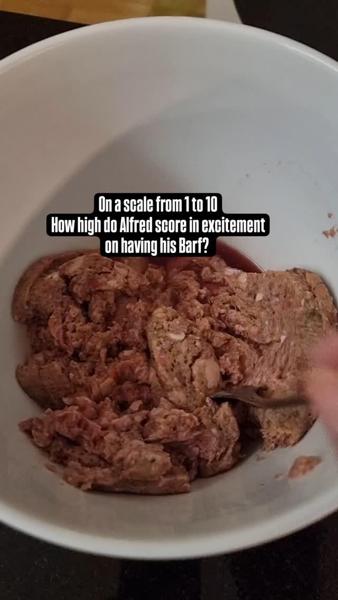 On a scale from 1 to 10
How high do Alfred score in excitement
on having his Barf?